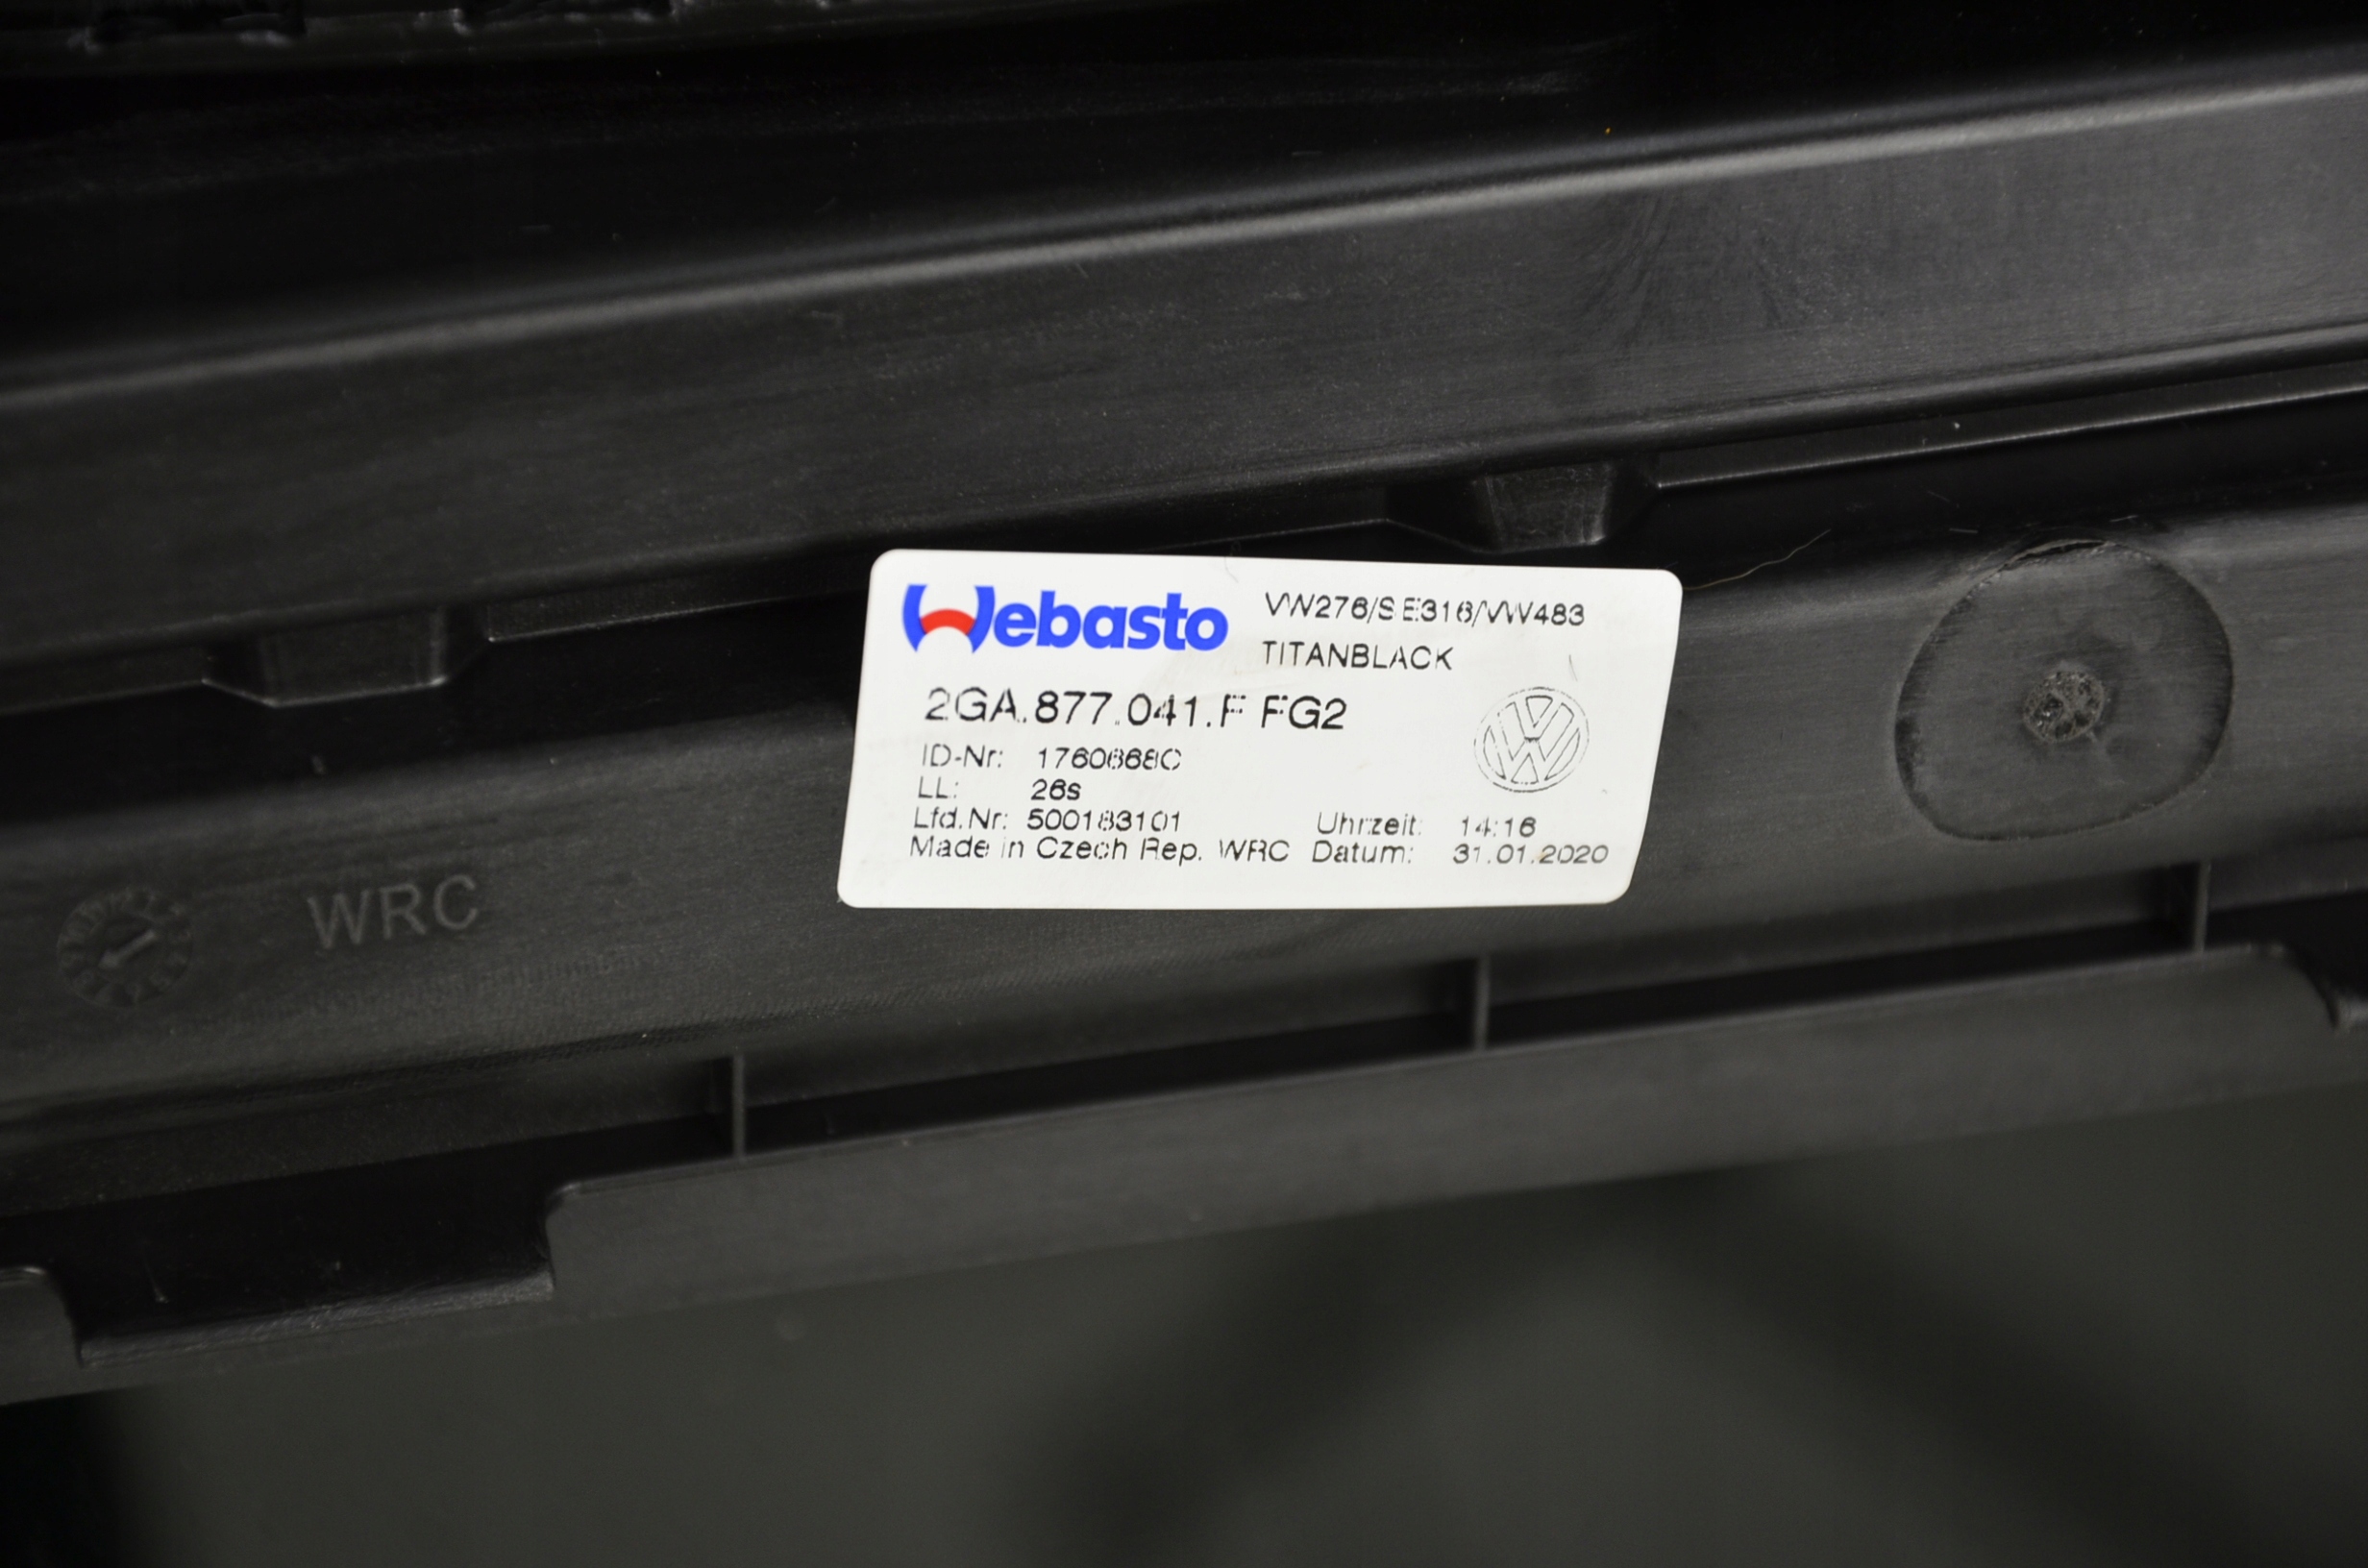 Webasto
VW276/SE316/VW483
TITANBLACK
2GA.877.041.F FG2
ID-Nr: 1760868C
LL: 26s
Lfd.Nr: 500183101
Uhrzeit: 14:16
Made in Czech Rep. WRC
Datum: 31.01.2020
WRC